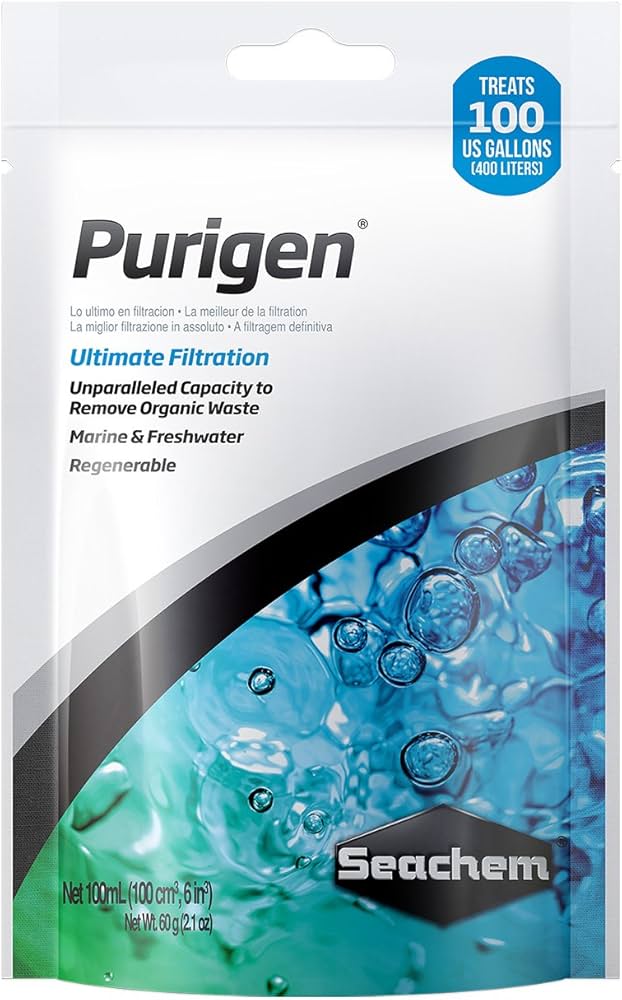 TREATS
100
US GALLONS
(400 LITERS)
Purigen®
Lo ultimo en filtracion • La meilleur de la filtration
La miglior filtrazione in assoluto • A filtragem definitiva
Ultimate Filtration
Unparalleled Capacity to
Remove Organic Waste
Marine & Freshwater
Regenerable
Seachem®
Net 100mL (100 cm³, 6 in³)
Net Wt. 60 g (2.1 oz)